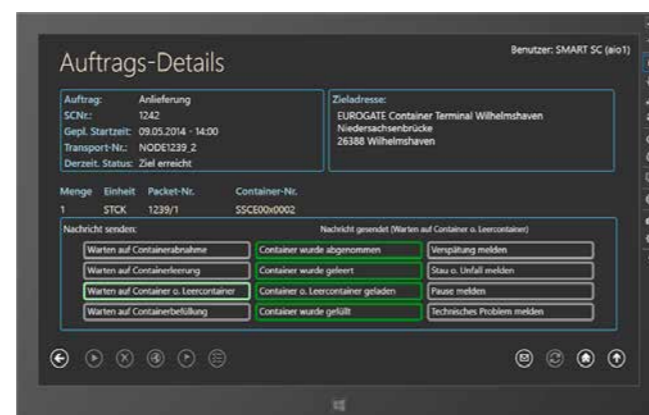 Benutzer: SMART SC (aio1)
Auftrags-Details
Auftrag: Anlieferung
SCNr.: 1242
Gepl. Startzeit: 09.05.2014 - 14:00
Transport-Nr.: NODE1239_2
Derzeit. Status: Ziel erreicht
Zieladresse:
EUROGATE Container Terminal Wilhelmshaven
Niedersachsenbrücke
26388 Wilhelmshaven
Menge Einheit Packet-Nr. Container-Nr.
1 STCK 1239/1 SSCE00x0002
Nachricht senden: Nachricht gesendet (Warten auf Container o. Leercontainer)
Warten auf Containerabnahme Container wurde abgenommen Verspätung melden
Warten auf Containerleerung Container wurde geleert Stau o. Unfall melden
Warten auf Container o. Leercontainer Container o. Leercontainer geladen Pause melden
Warten auf Containerbefüllung Container wurde gefüllt Technisches Problem melden